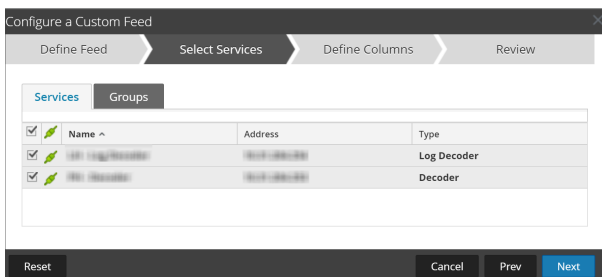 Configure a Custom Feed
Define Feed Select Services Define Columns Review
Services Groups
Name Address Type
Log Decoder
Decoder
Reset Cancel Prev Next